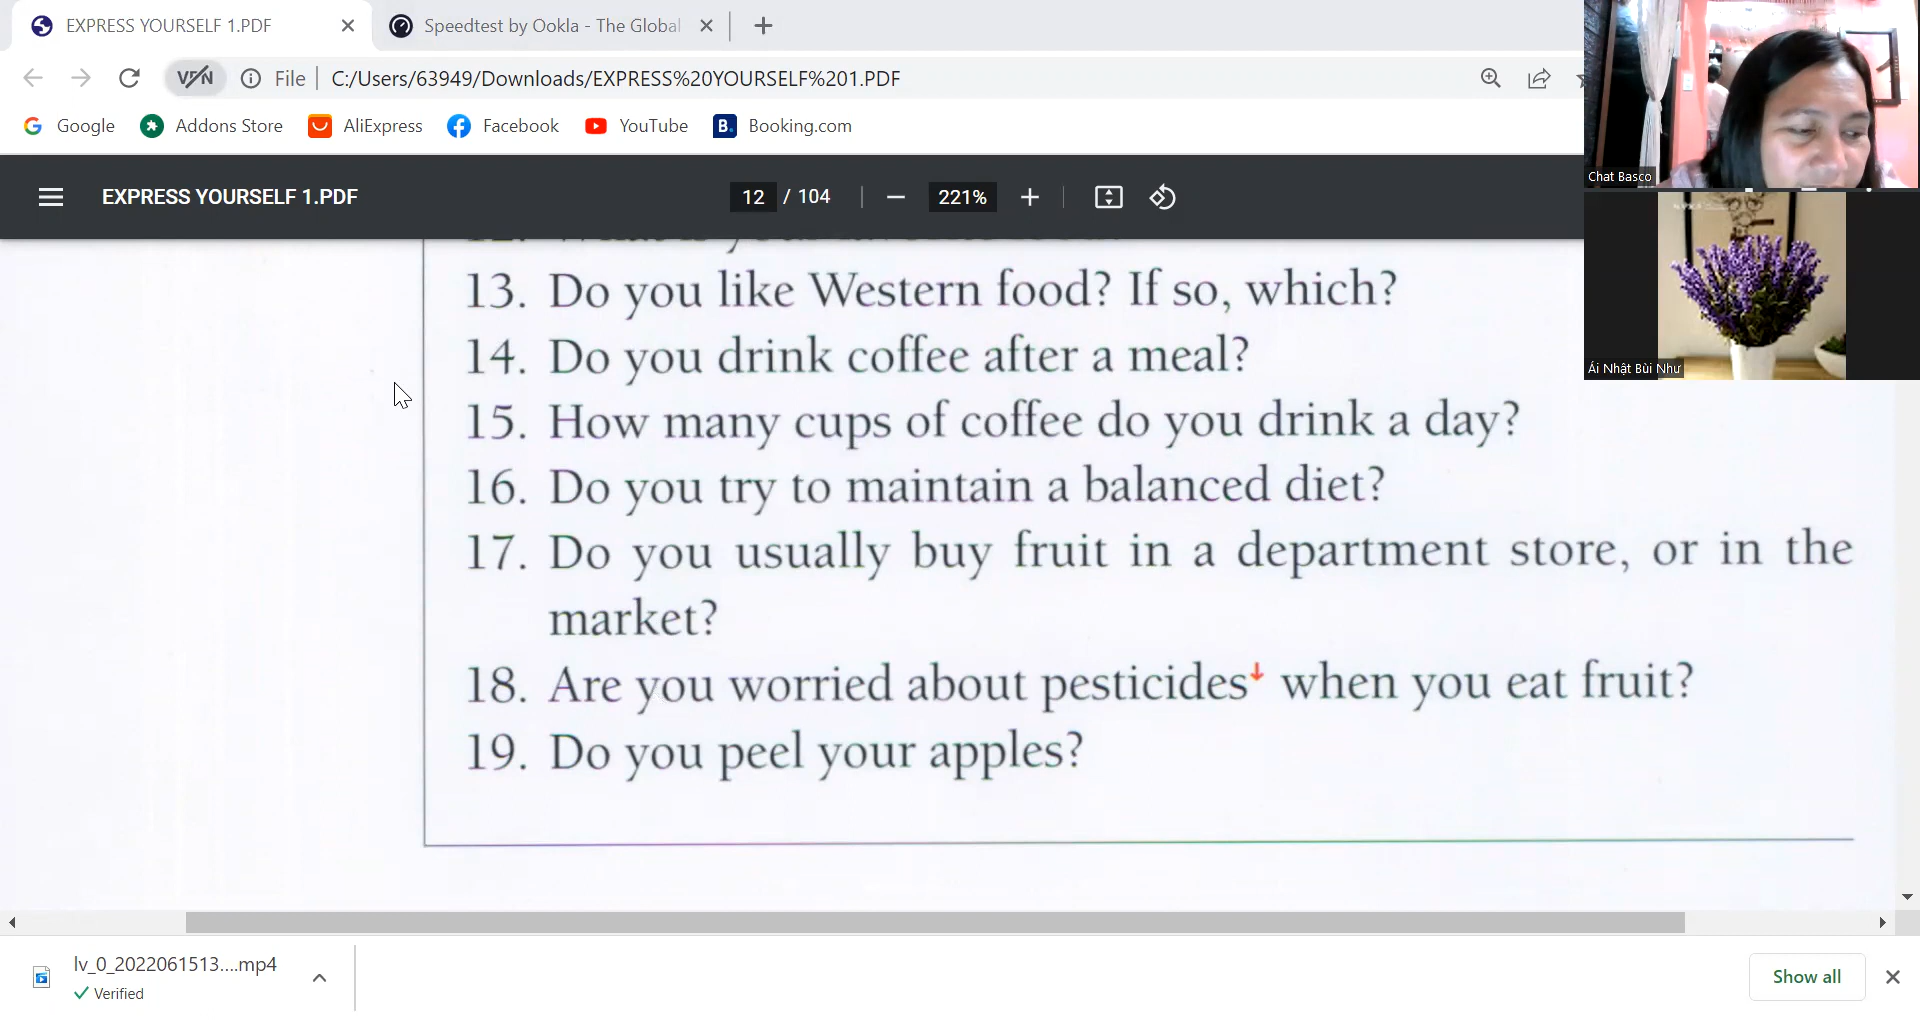 EXPRESS YOURSELF 1.PDF
Speedtest by Ookla - The Global
VPN File C:/Users/63949/Downloads/EXPRESS%20YOURSELF%201.PDF
Google Addons Store AliExpress Facebook YouTube B. Booking.com
EXPRESS YOURSELF 1.PDF 12 / 104 221%
13. Do you like Western food? If so, which?
14. Do you drink coffee after a meal?
15. How many cups of coffee do you drink a day?
16. Do you try to maintain a balanced diet?
17. Do you usually buy fruit in a department store, or in the
market?
18. Are you worried about pesticides↓ when you eat fruit?
19. Do you peel your apples?
Chat Basco
Ái Nhật Bùi Như
lv_0_2022061513....mp4
Verified
Show all